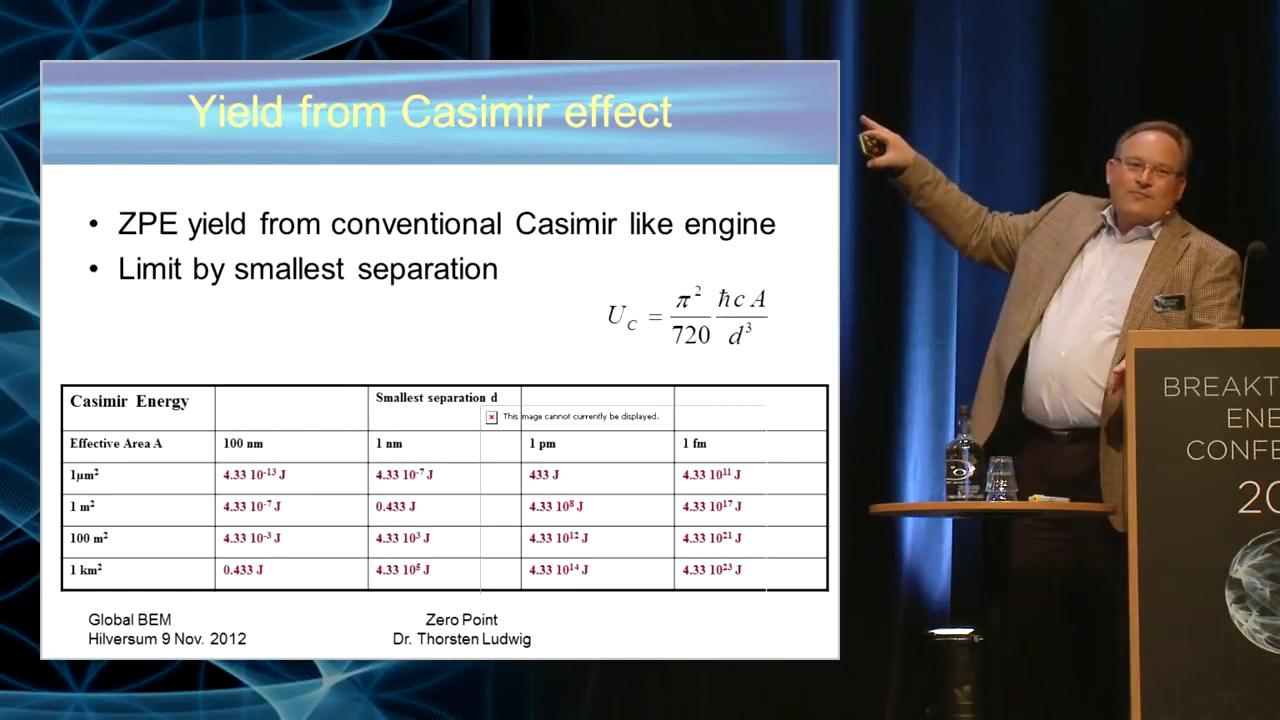 Yield from Casimir effect
• ZPE yield from conventional Casimir like engine
• Limit by smallest separation
U_C = π² / 720 ħ c A / d³
Casimir Energy Smallest separation d
This image cannot currently be displayed.
Effective Area A 100 nm 1 nm 1 pm 1 fm
1µm² 4.33 10⁻¹³ J 4.33 10⁻⁷ J 433 J 4.33 10¹¹ J
1 m² 4.33 10⁻⁷ J 0.433 J 4.33 10⁸ J 4.33 10¹⁷ J
100 m² 4.33 10⁻³ J 4.33 10³ J 4.33 10¹² J 4.33 10²¹ J
1 km² 0.433 J 4.33 10⁵ J 4.33 10¹⁴ J 4.33 10²³ J
Global BEM Zero Point
Hilversum 9 Nov. 2012 Dr. Thorsten Ludwig
BREAKT
ENE
CONFE
20